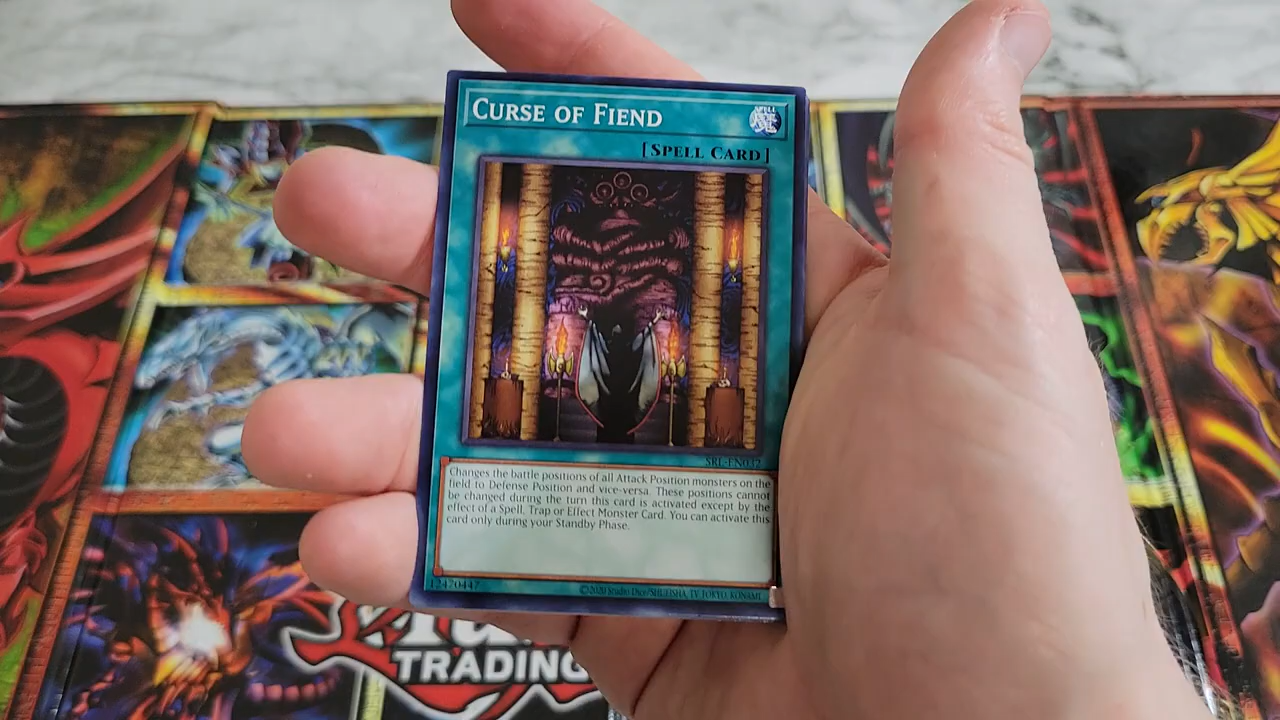 CURSE OF FIEND
SPELL
[SPELL CARD]
SRL-EN032
Changes the battle positions of all Attack Position monsters on the
field to Defense Position and vice-versa. These positions cannot
be changed during the turn this card is activated except by the
effect of a Spell, Trap or Effect Monster Card. You can activate this
card only during your Standby Phase.
12470447
©2020 Studio Dice/SHUEISHA, TV TOKYO, KONAMI
TRADING